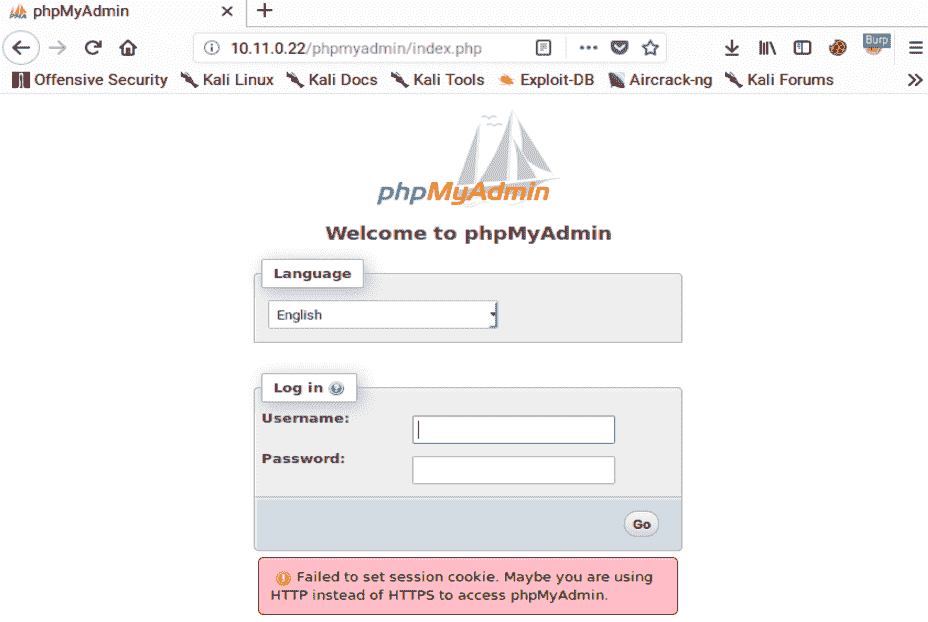 phpMyAdmin
10.11.0.22/phpmyadmin/index.php
Burp
Offensive Security Kali Linux Kali Docs Kali Tools Exploit-DB Aircrack-ng Kali Forums
phpMyAdmin
Welcome to phpMyAdmin
Language
English
Log in
Username:
Password:
Go
Failed to set session cookie. Maybe you are using
HTTP instead of HTTPS to access phpMyAdmin.